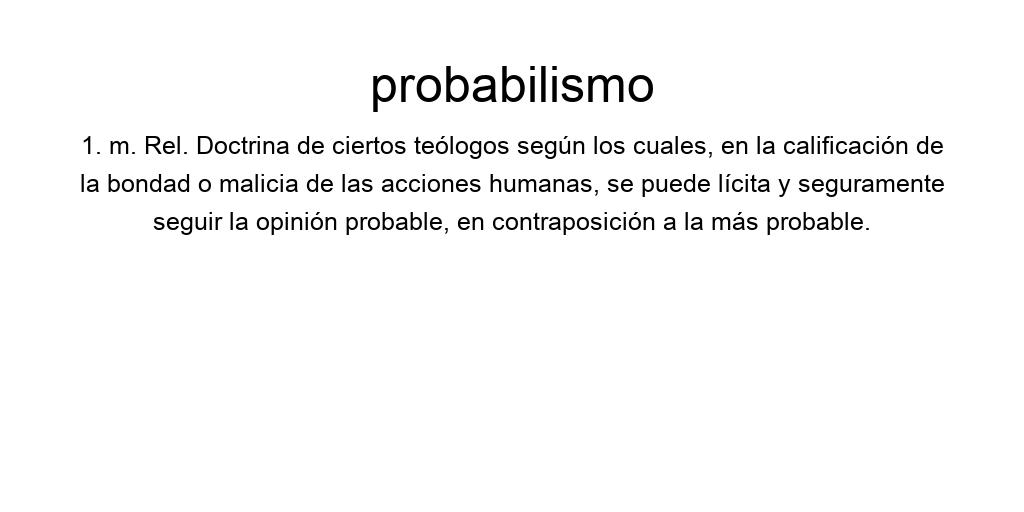 probabilismo
1. m. Rel. Doctrina de ciertos teólogos según los cuales, en la calificación de
la bondad o malicia de las acciones humanas, se puede lícita y seguramente
seguir la opinión probable, en contraposición a la más probable.